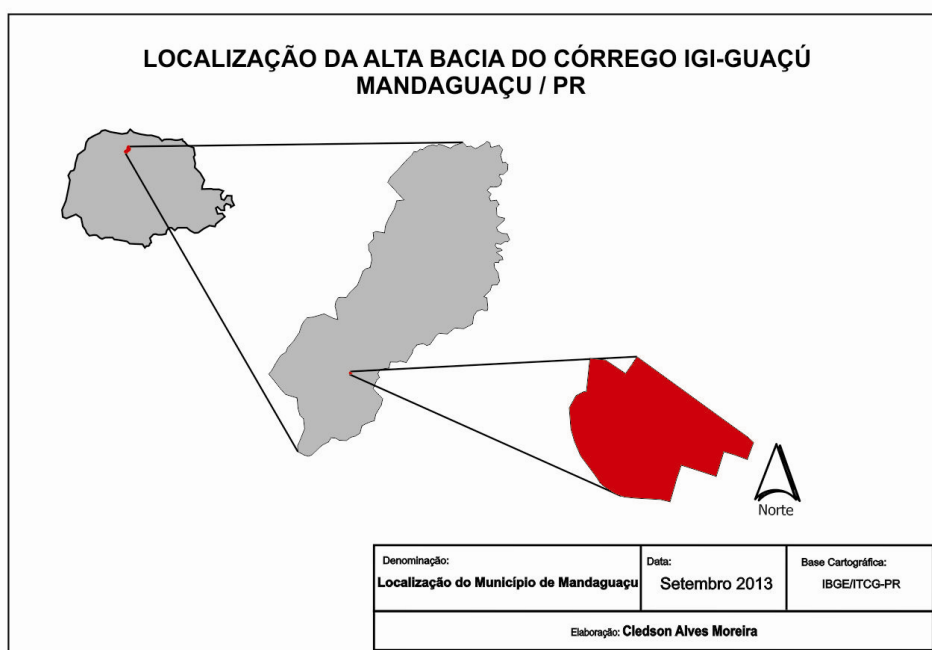 LOCALIZAÇÃO DA ALTA BACIA DO CÓRREGO IGI-GUAÇÚ
MANDAGUAÇU / PR
Norte
Denominação:
Localização do Município de Mandaguaçu
Data:
Setembro 2013
Base Cartográfica:
IBGE/ITCG-PR
Elaboração: Cledson Alves Moreira